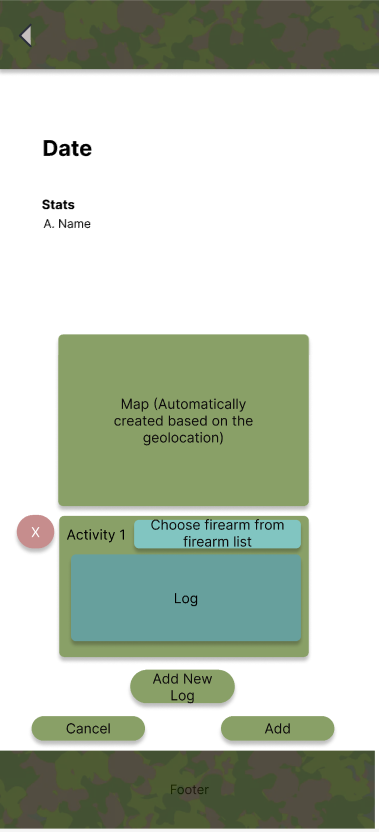 Date
Stats
A. Name
Map (Automatically
created based on the
geolocation)
X
Activity 1
Choose firearm from
firearm list
Log
Add New
Log
Cancel
Add
Footer